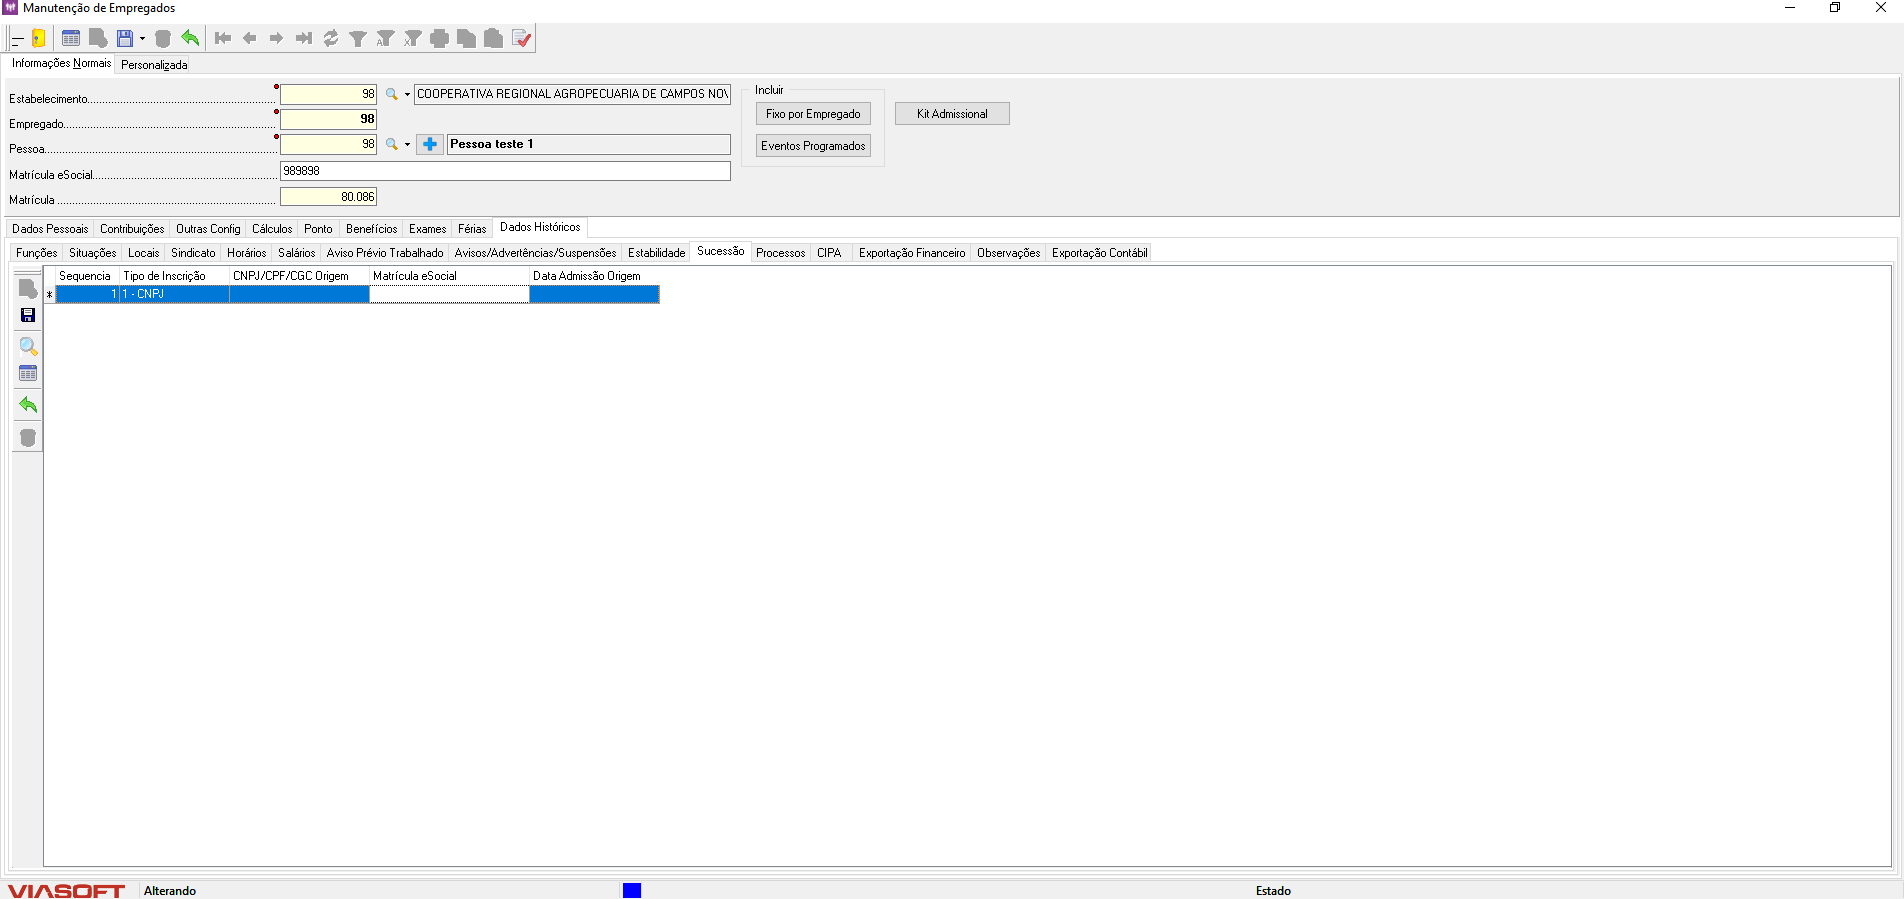 Manutenção de Empregados
Informações Normais Personalizada
Estabelecimento 98 COOPERATIVA REGIONAL AGROPECUARIA DE CAMPOS NOV
Empregado 98
Pessoa 98 Pessoa teste 1
Matrícula eSocial 989898
Matrícula 80.086
Incluir
Fixo por Empregado
Eventos Programados
Kit Admissional
Dados Pessoais Contribuições Outras Config Cálculos Ponto Benefícios Exames Férias Dados Históricos
Funções Situações Locais Sindicato Horários Salários Aviso Prévio Trabalhado Avisos/Advertências/Suspensões Estabilidade Sucessão Processos CIPA Exportação Financeiro Observações Exportação Contábil
Sequencia Tipo de Inscrição CNPJ/CPF/CGC Origem Matrícula eSocial Data Admissão Origem
* 1 1 - CNPJ
VIASOFT Alterando Estado